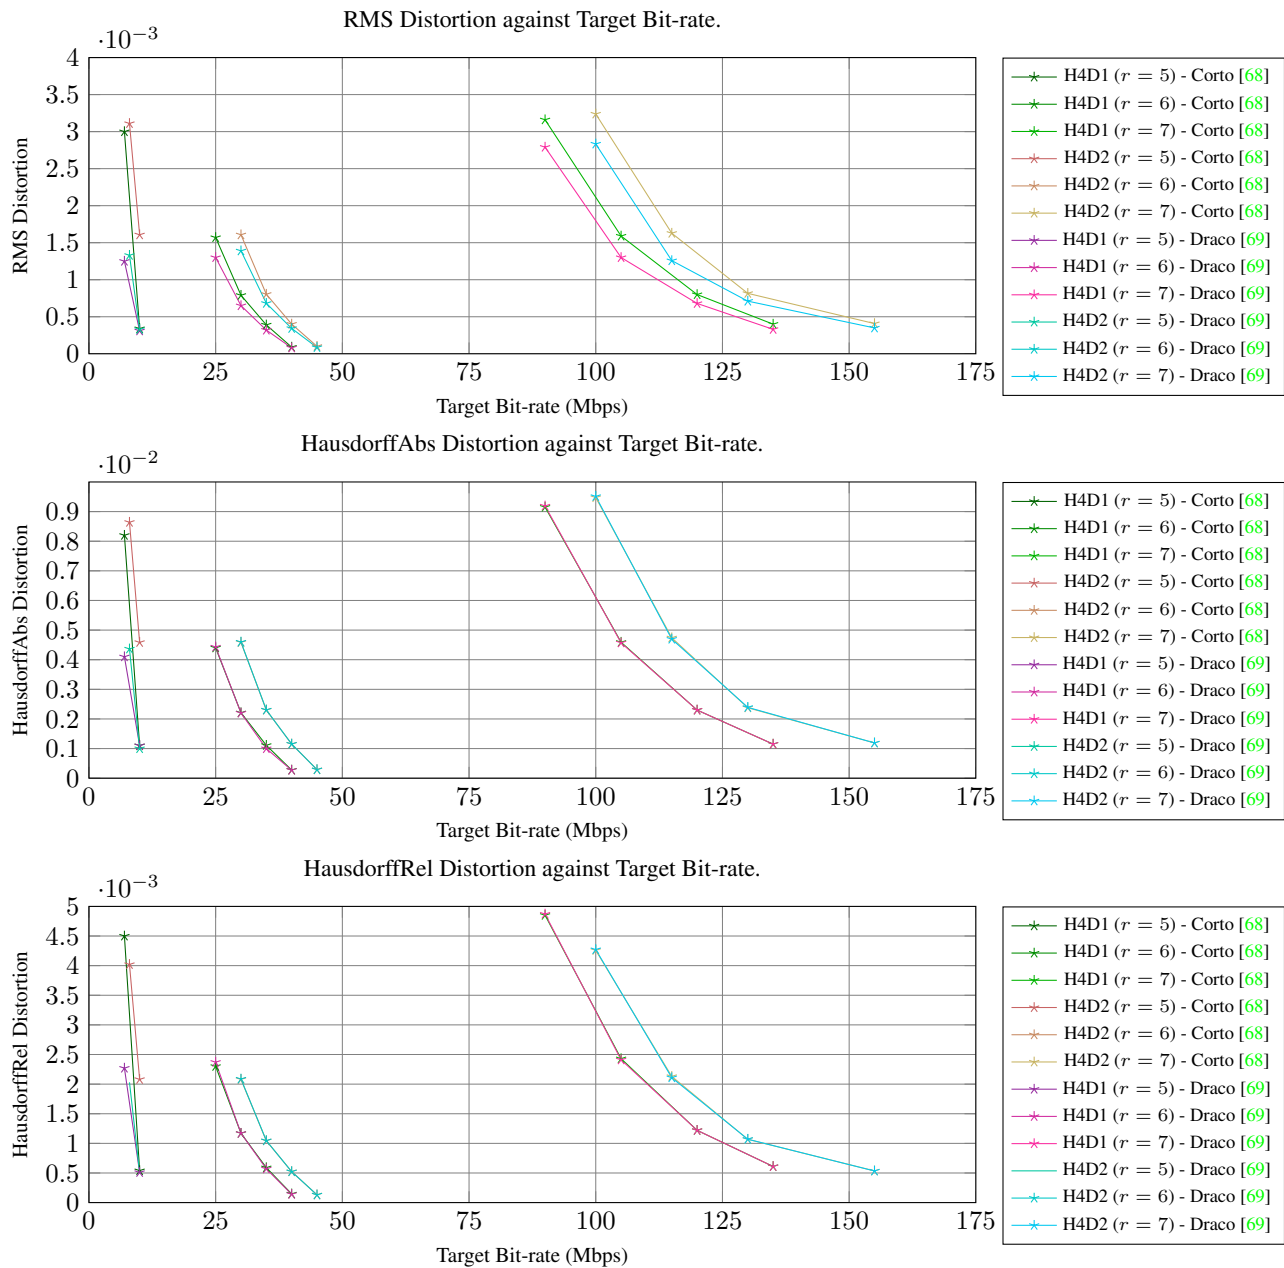 RMS Distortion against Target Bit-rate.
·10−3
4
3.5
3
2.5
2
1.5
1
0.5
0
RMS Distortion
0 25 50 75 100 125 150 175
Target Bit-rate (Mbps)
H4D1 (r = 5) - Corto [68]
H4D1 (r = 6) - Corto [68]
H4D1 (r = 7) - Corto [68]
H4D2 (r = 5) - Corto [68]
H4D2 (r = 6) - Corto [68]
H4D2 (r = 7) - Corto [68]
H4D1 (r = 5) - Draco [69]
H4D1 (r = 6) - Draco [69]
H4D1 (r = 7) - Draco [69]
H4D2 (r = 5) - Draco [69]
H4D2 (r = 6) - Draco [69]
H4D2 (r = 7) - Draco [69]
HausdorffAbs Distortion against Target Bit-rate.
·10−2
0.9
0.8
0.7
0.6
0.5
0.4
0.3
0.2
0.1
0
HausdorffAbs Distortion
0 25 50 75 100 125 150 175
Target Bit-rate (Mbps)
H4D1 (r = 5) - Corto [68]
H4D1 (r = 6) - Corto [68]
H4D1 (r = 7) - Corto [68]
H4D2 (r = 5) - Corto [68]
H4D2 (r = 6) - Corto [68]
H4D2 (r = 7) - Corto [68]
H4D1 (r = 5) - Draco [69]
H4D1 (r = 6) - Draco [69]
H4D1 (r = 7) - Draco [69]
H4D2 (r = 5) - Draco [69]
H4D2 (r = 6) - Draco [69]
H4D2 (r = 7) - Draco [69]
HausdorffRel Distortion against Target Bit-rate.
·10−3
5
4.5
4
3.5
3
2.5
2
1.5
1
0.5
0
HausdorffRel Distortion
0 25 50 75 100 125 150 175
Target Bit-rate (Mbps)
H4D1 (r = 5) - Corto [68]
H4D1 (r = 6) - Corto [68]
H4D1 (r = 7) - Corto [68]
H4D2 (r = 5) - Corto [68]
H4D2 (r = 6) - Corto [68]
H4D2 (r = 7) - Corto [68]
H4D1 (r = 5) - Draco [69]
H4D1 (r = 6) - Draco [69]
H4D1 (r = 7) - Draco [69]
H4D2 (r = 5) - Draco [69]
H4D2 (r = 6) - Draco [69]
H4D2 (r = 7) - Draco [69]